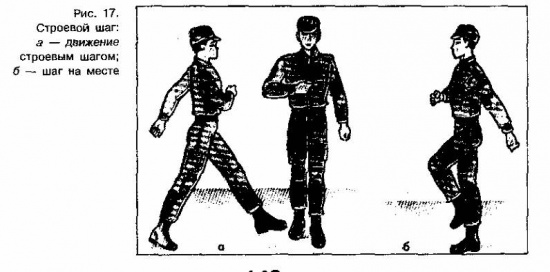 Рис. 17.
Строевой шаг:
а — движение
строевым шагом;
б — шаг на месте
а
б